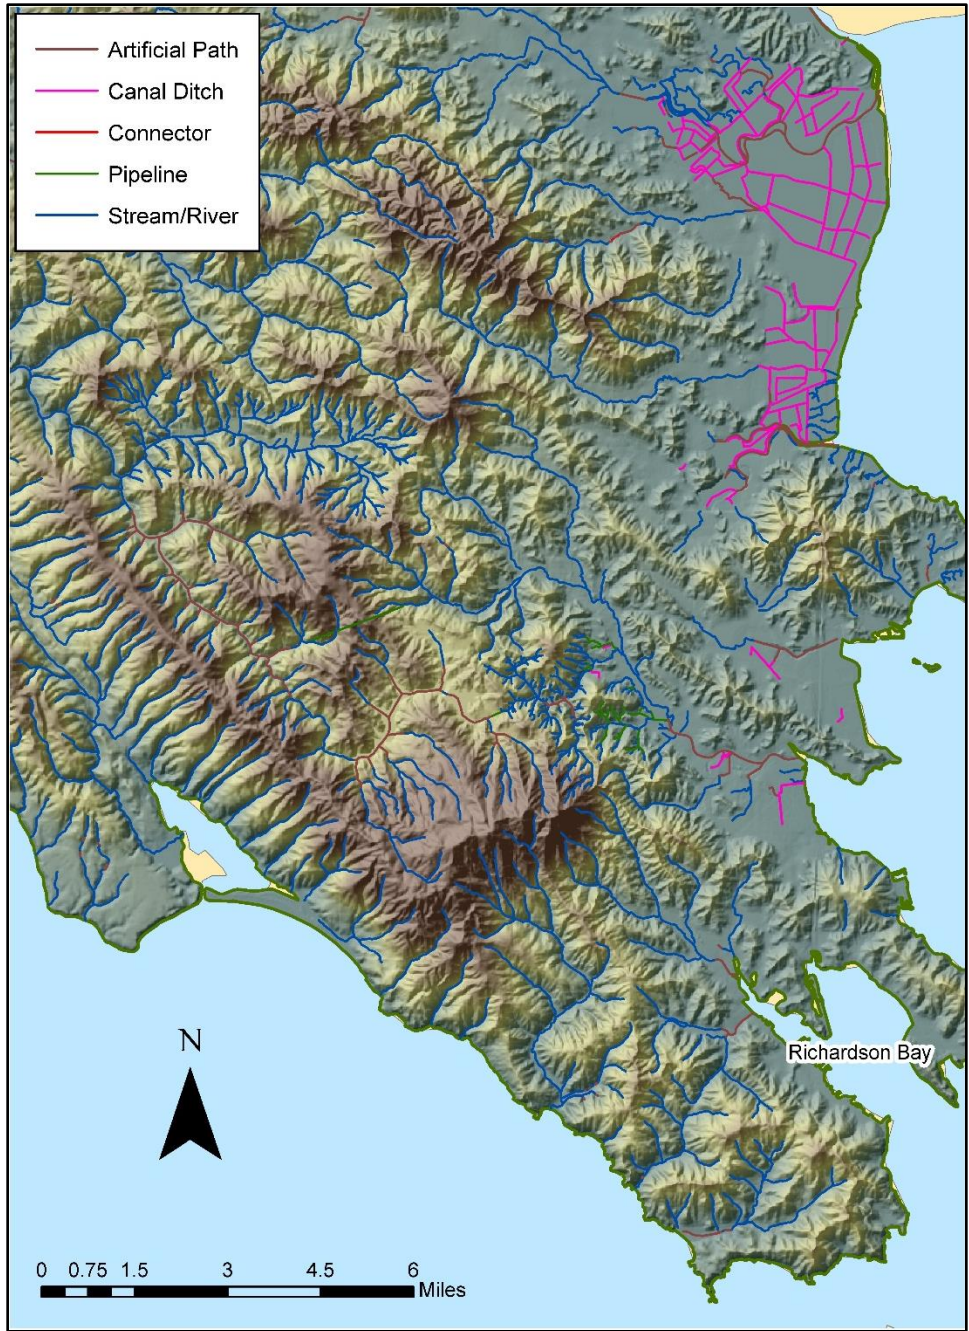 Artificial Path
Canal Ditch
Connector
Pipeline
Stream/River
Richardson Bay
N
0 0.75 1.5 3 4.5 6
Miles